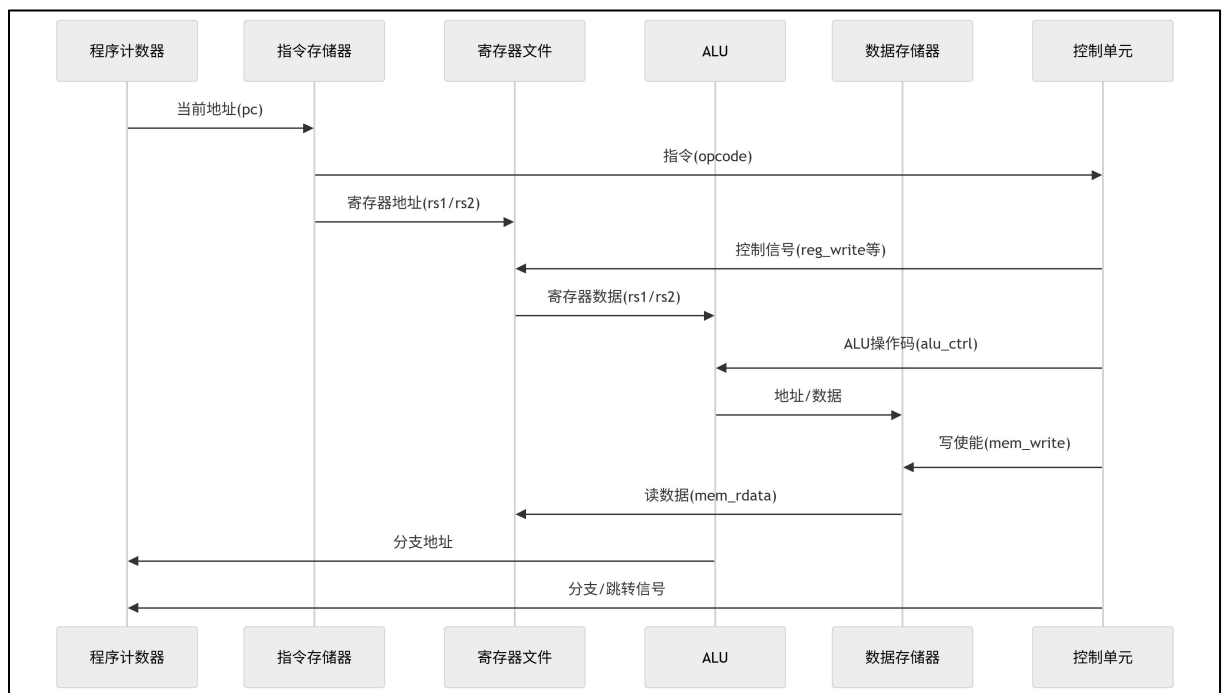 程序计数器
指令存储器
寄存器文件
ALU
数据存储器
控制单元
当前地址(pc)
指令(opcode)
寄存器地址(rs1/rs2)
控制信号(reg_write等)
寄存器数据(rs1/rs2)
ALU操作码(alu_ctrl)
地址/数据
写使能(mem_write)
读数据(mem_rdata)
分支地址
分支/跳转信号
程序计数器
指令存储器
寄存器文件
ALU
数据存储器
控制单元